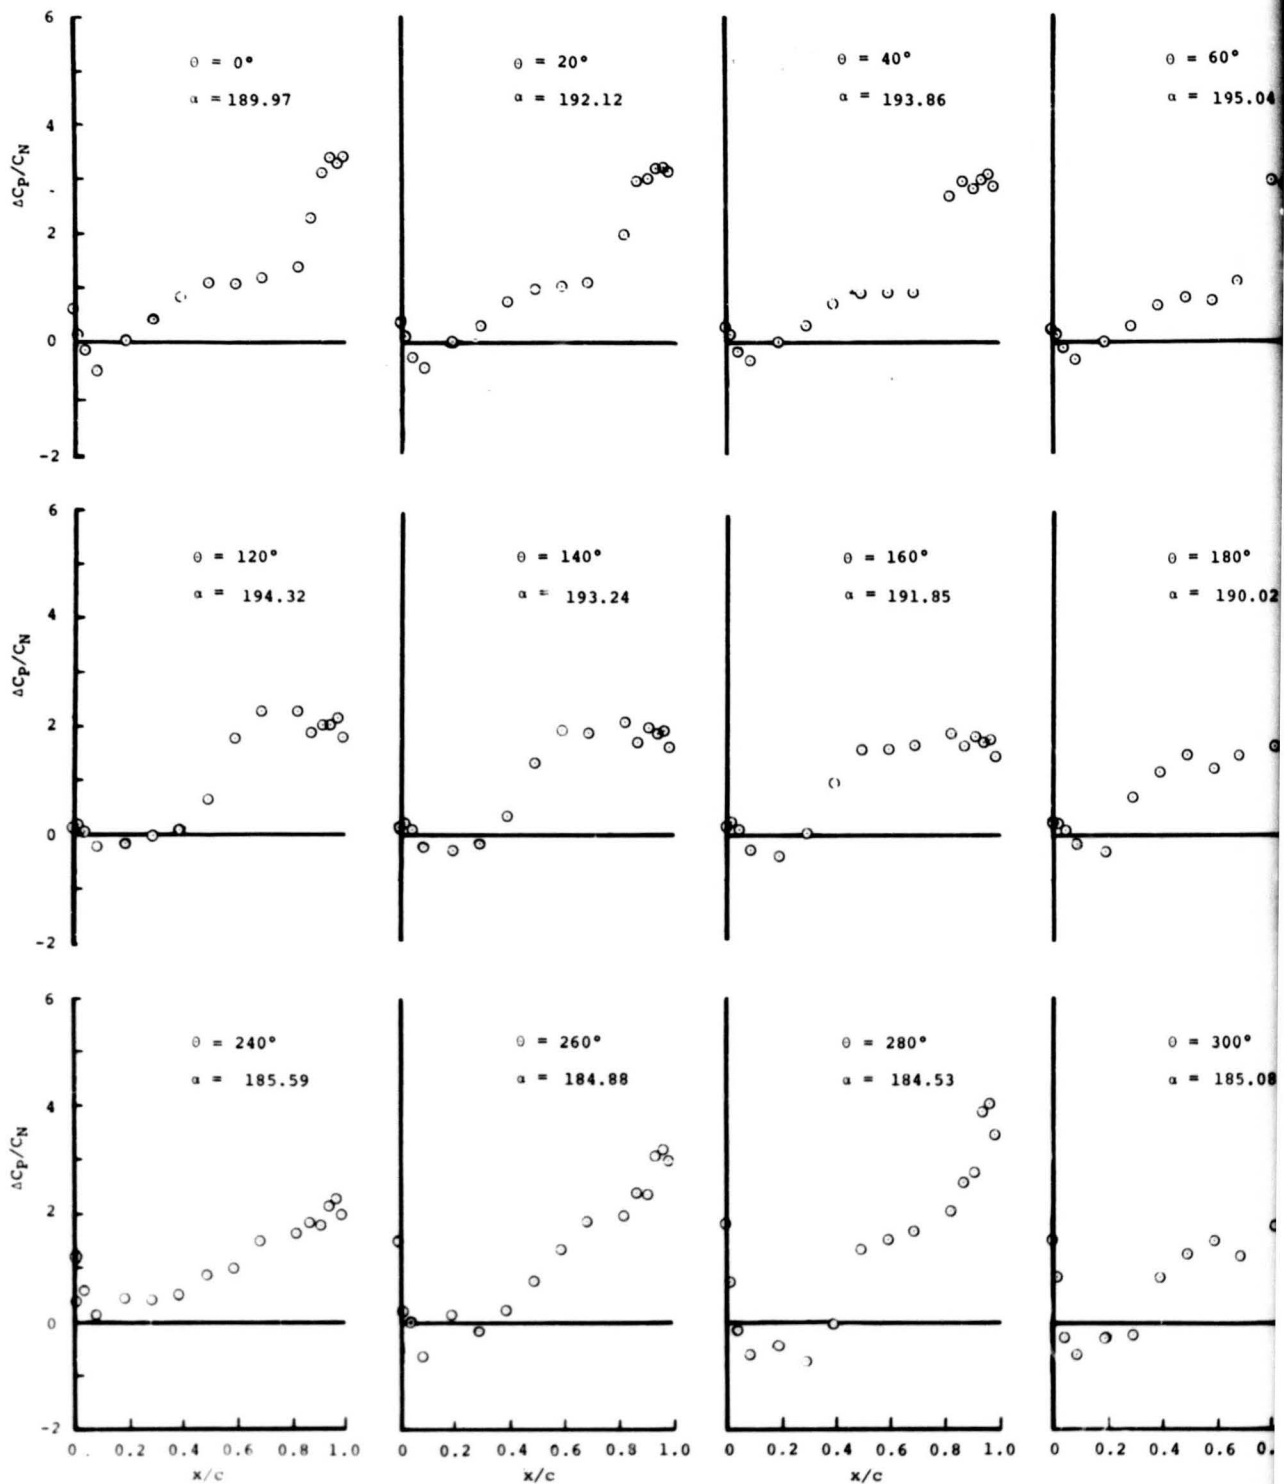 6
4
2
0
-2
ΔCp/CN
θ = 0°
α = 189.97
θ = 20°
α = 192.12
θ = 40°
α = 193.86
θ = 60°
α = 195.04
6
4
2
0
-2
ΔCp/CN
θ = 120°
α = 194.32
θ = 140°
α = 193.24
θ = 160°
α = 191.85
θ = 180°
α = 190.02
6
4
2
0
-2
ΔCp/CN
θ = 240°
α = 185.59
θ = 260°
α = 184.88
θ = 280°
α = 184.53
θ = 300°
α = 185.08
0 0.2 0.4 0.6 0.8 1.0
0 0.2 0.4 0.6 0.8 1.0
0 0.2 0.4 0.6 0.8 1.0
0 0.2 0.4 0.6 0.
x/c
x/c
x/c